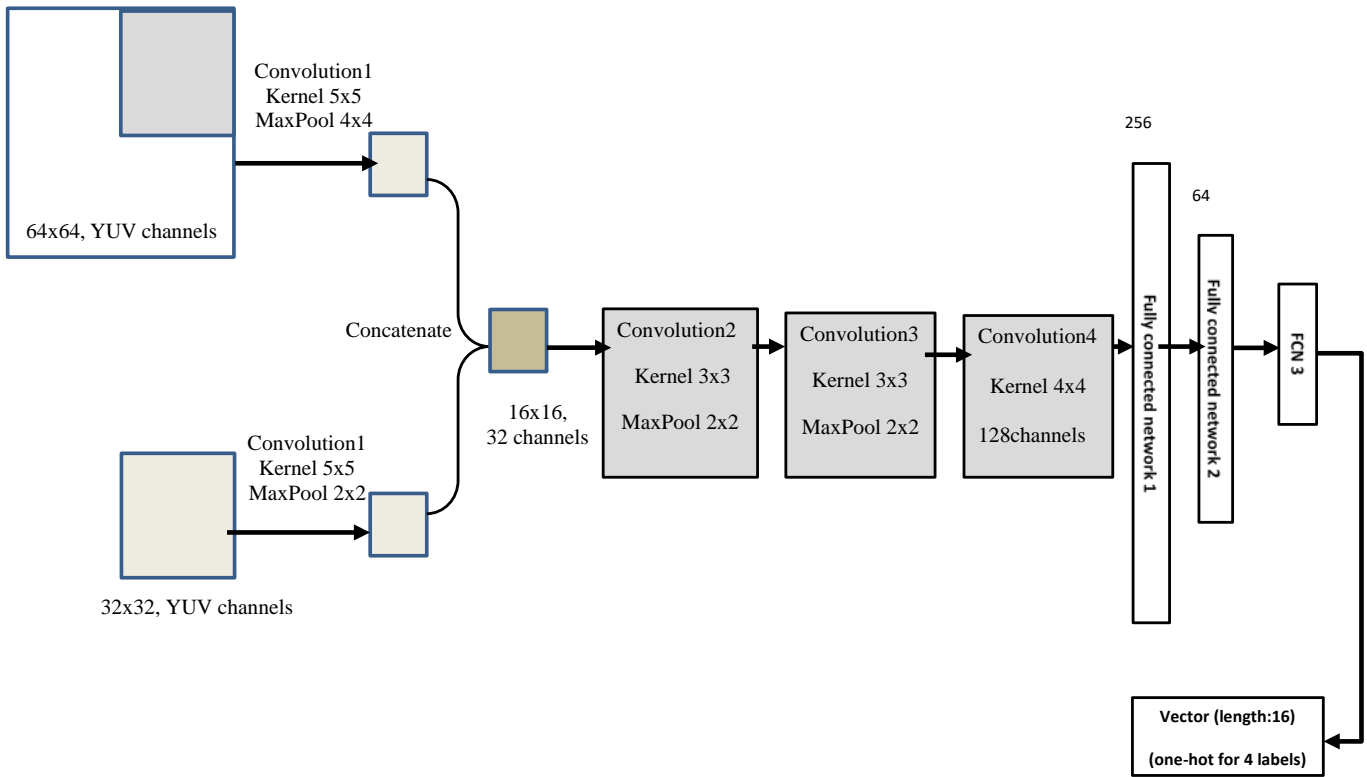 64x64, YUV channels
Convolution1
Kernel 5x5
MaxPool 4x4
Concatenate
Convolution1
Kernel 5x5
MaxPool 2x2
32x32, YUV channels
16x16,
32 channels
Convolution2
Kernel 3x3
MaxPool 2x2
Convolution3
Kernel 3x3
MaxPool 2x2
Convolution4
Kernel 4x4
128channels
256
Fully connected network 1
64
Fully connected network 2
FCN 3
Vector (length:16)
(one-hot for 4 labels)